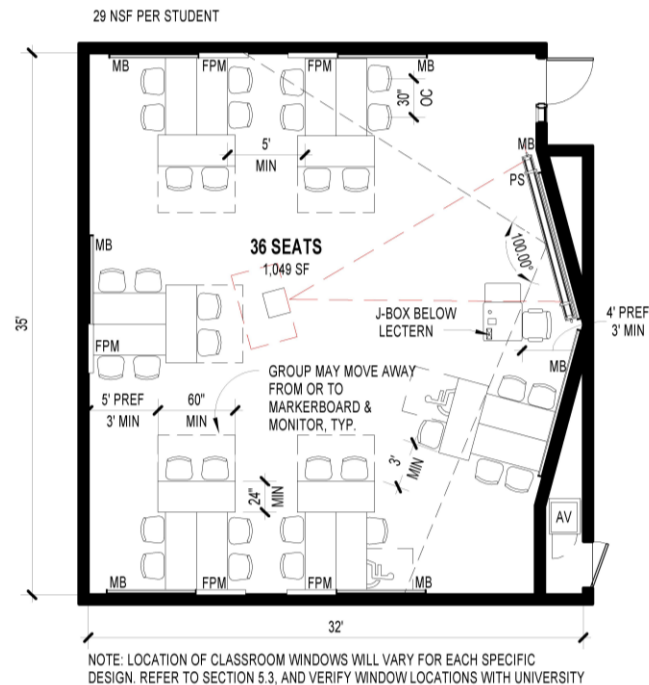 29 NSF PER STUDENT
MB
FPM
FPM
MB
30"
OC
5'
MIN
MB
PS
100.00°
36 SEATS
1,049 SF
MB
35'
J-BOX BELOW
LECTERN
4' PREF
3' MIN
FPM
MB
GROUP MAY MOVE AWAY
FROM OR TO
MARKERBOARD &
MONITOR, TYP.
5' PREF
3' MIN
60"
MIN
3'
MIN
24"
MIN
AV
MB
FPM
FPM
MB
32'
NOTE: LOCATION OF CLASSROOM WINDOWS WILL VARY FOR EACH SPECIFIC
DESIGN. REFER TO SECTION 5.3, AND VERIFY WINDOW LOCATIONS WITH UNIVERSITY